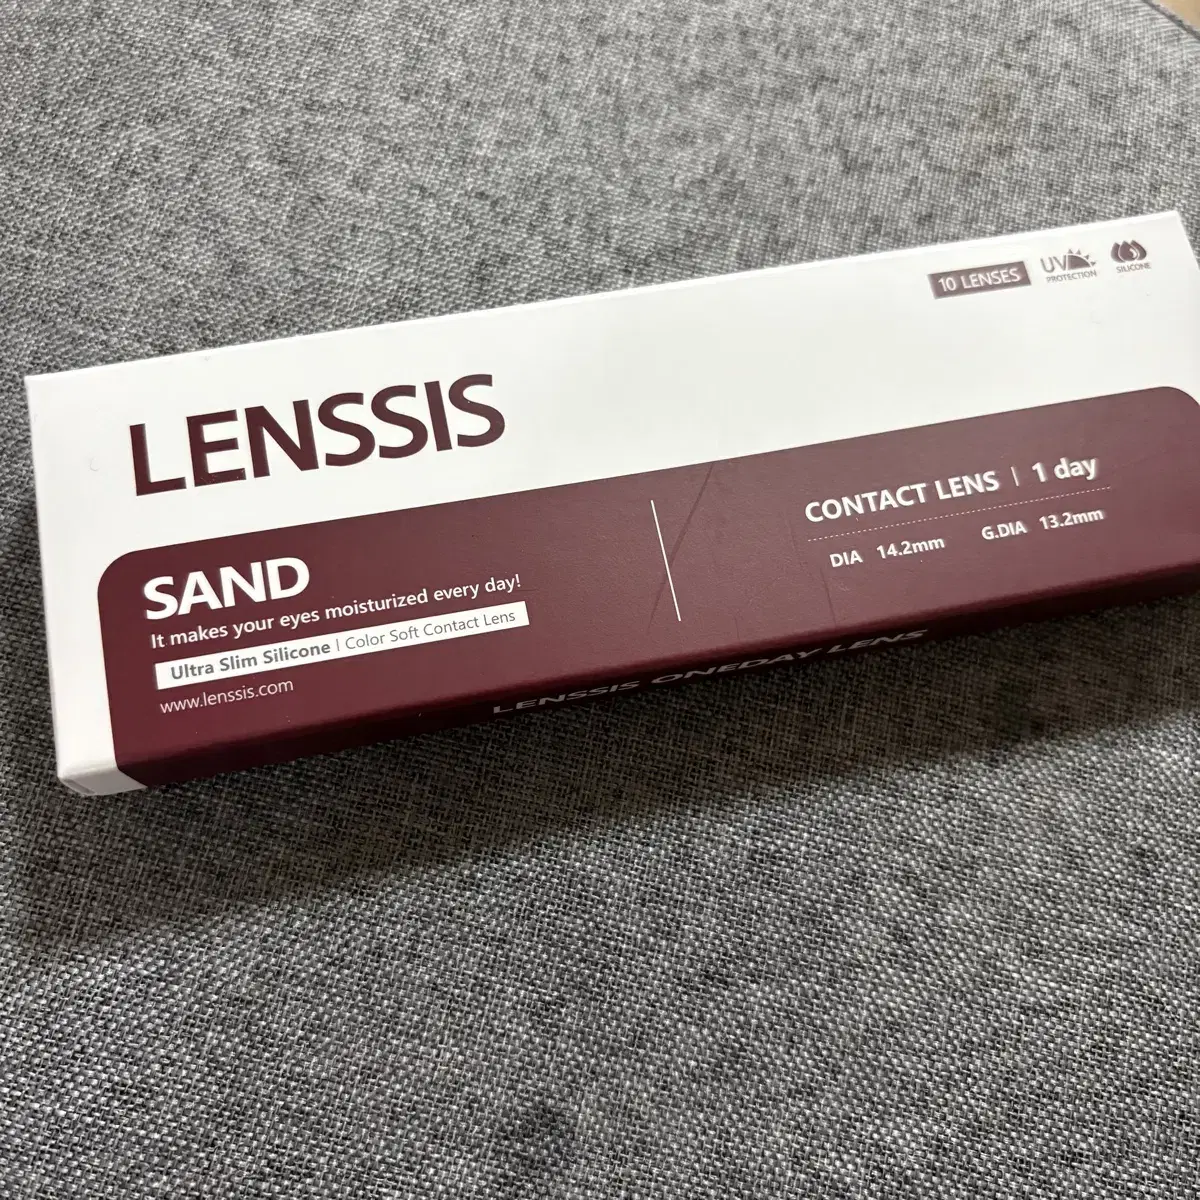 10 LENSES
UV PROTECTION
SILICONE
LENSSIS
SAND
It makes your eyes moisturized every day!
Ultra Slim Silicone | Color Soft Contact Lens
www.lenssis.com
CONTACT LENS | 1 day
DIA 14.2mm G.DIA 13.2mm
LENSSIS ONEDAY LENS